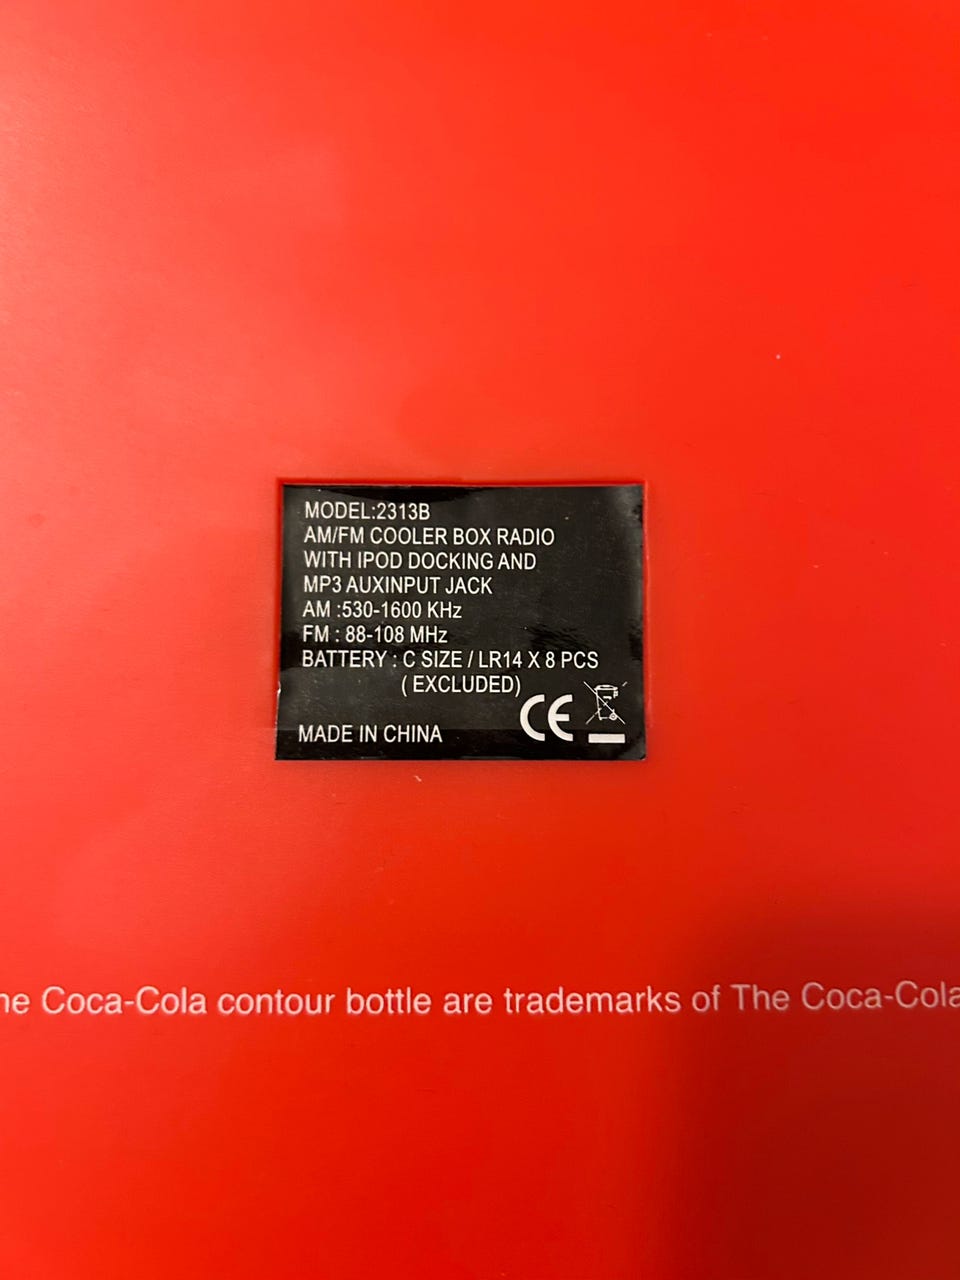 MODEL:2313B
AM/FM COOLER BOX RADIO
WITH IPOD DOCKING AND
MP3 AUXINPUT JACK
AM :530-1600 KHz
FM : 88-108 MHz
BATTERY : C SIZE / LR14 X 8 PCS
( EXCLUDED)
CE
MADE IN CHINA
he Coca-Cola contour bottle are trademarks of The Coca-Cola